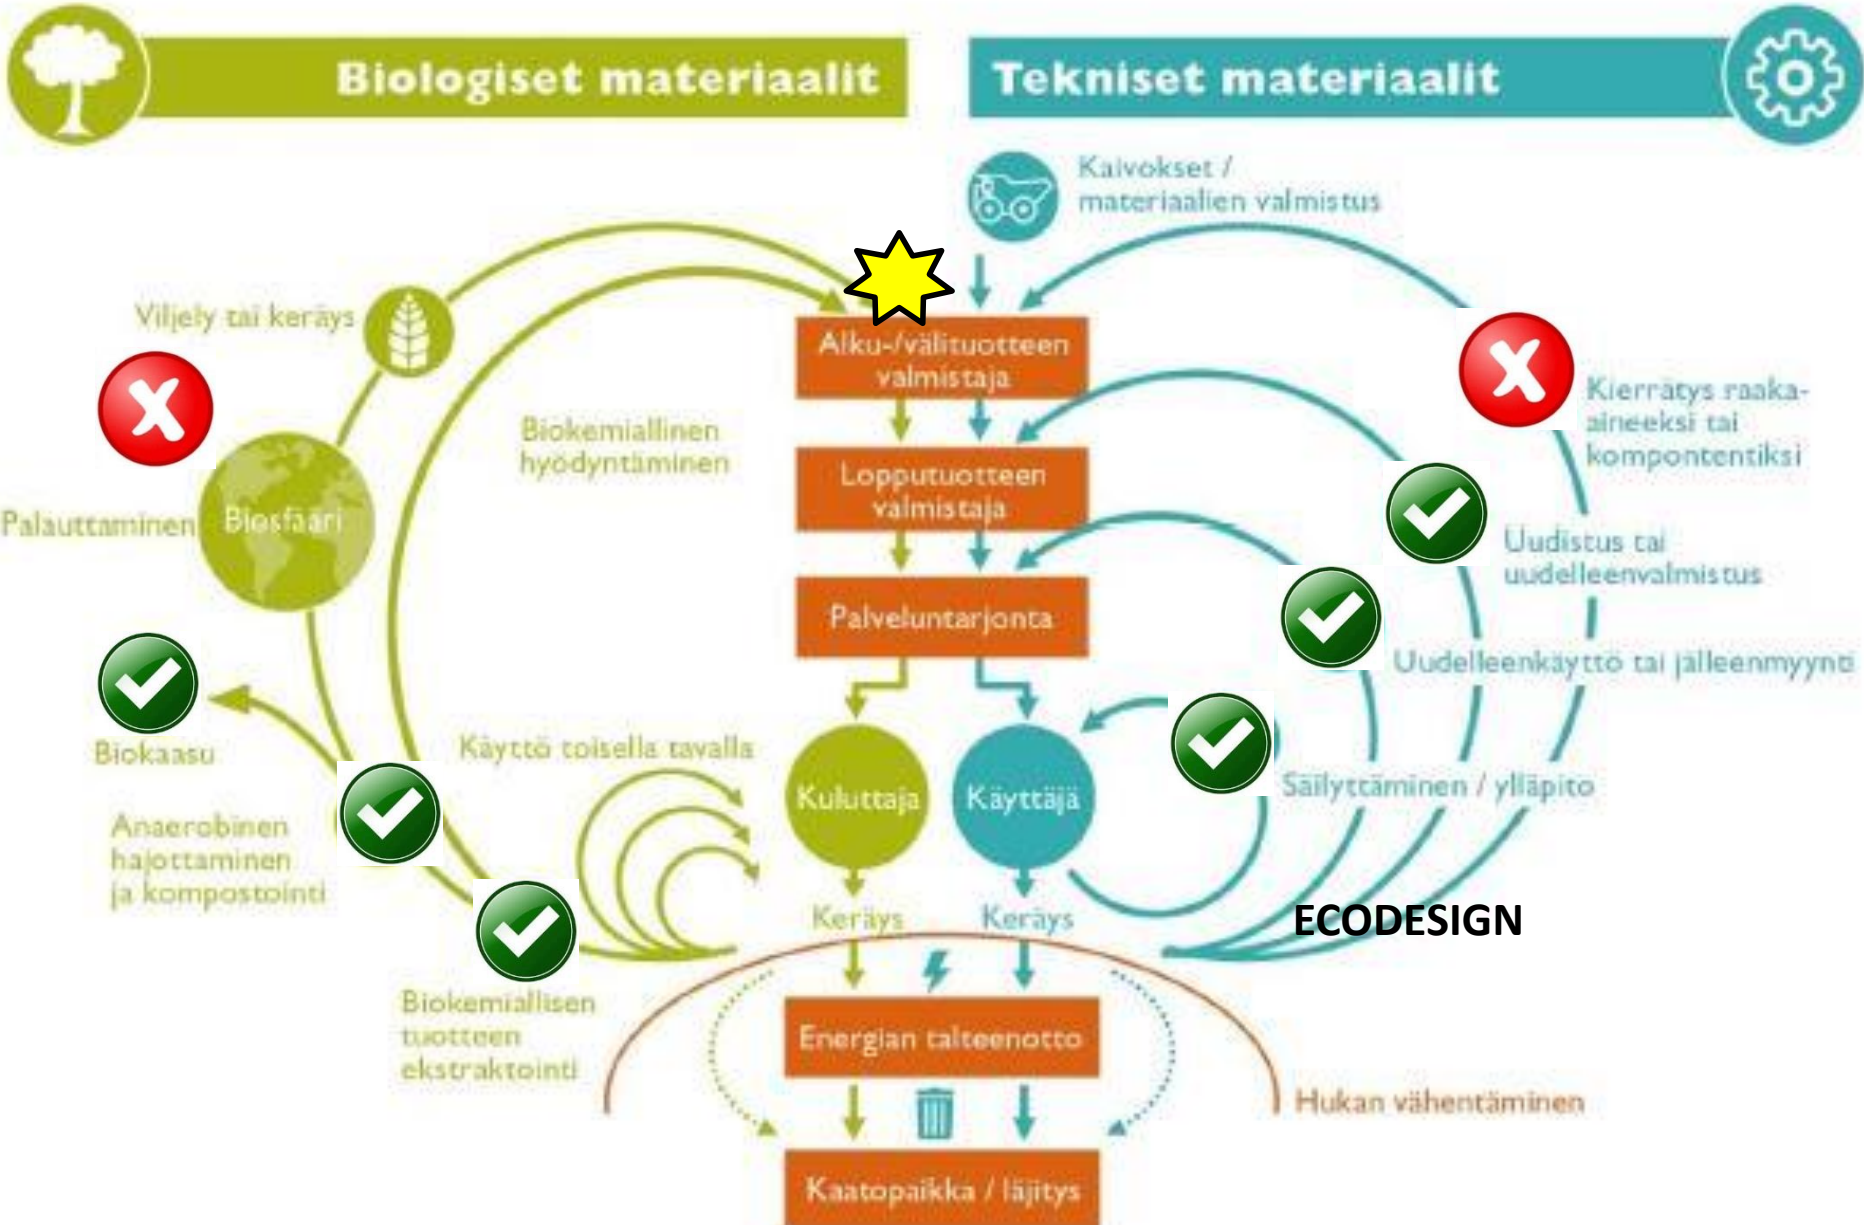 Biologiset materiaalit
Tekniset materiaalit
Kaivokset /
materiaalien valmistus
Viljely tai keräys
Alku-/välituotteen
valmistaja
Kierrätys raaka-
aineeksi tai
kompontentiksi
Biokemiallinen
hyödyntäminen
Lopputuotteen
valmistaja
Palauttaminen
Biosfääri
Uudistus tai
uudelleenvalmistus
Palveluntarjonta
Uudelleenkäyttö tai jälleenmyynti
Biokaasu
Käyttö toisella tavalla
Kuluttaja
Käyttäjä
Säilyttäminen / ylläpito
Anaerobinen
hajottaminen
ja kompostointi
Keräys
Keräys
ECODESIGN
Biokemiallisen
tuotteen
ekstraktointi
Energian talteenotto
Hukan vähentäminen
Kaatopaikka / läjitys